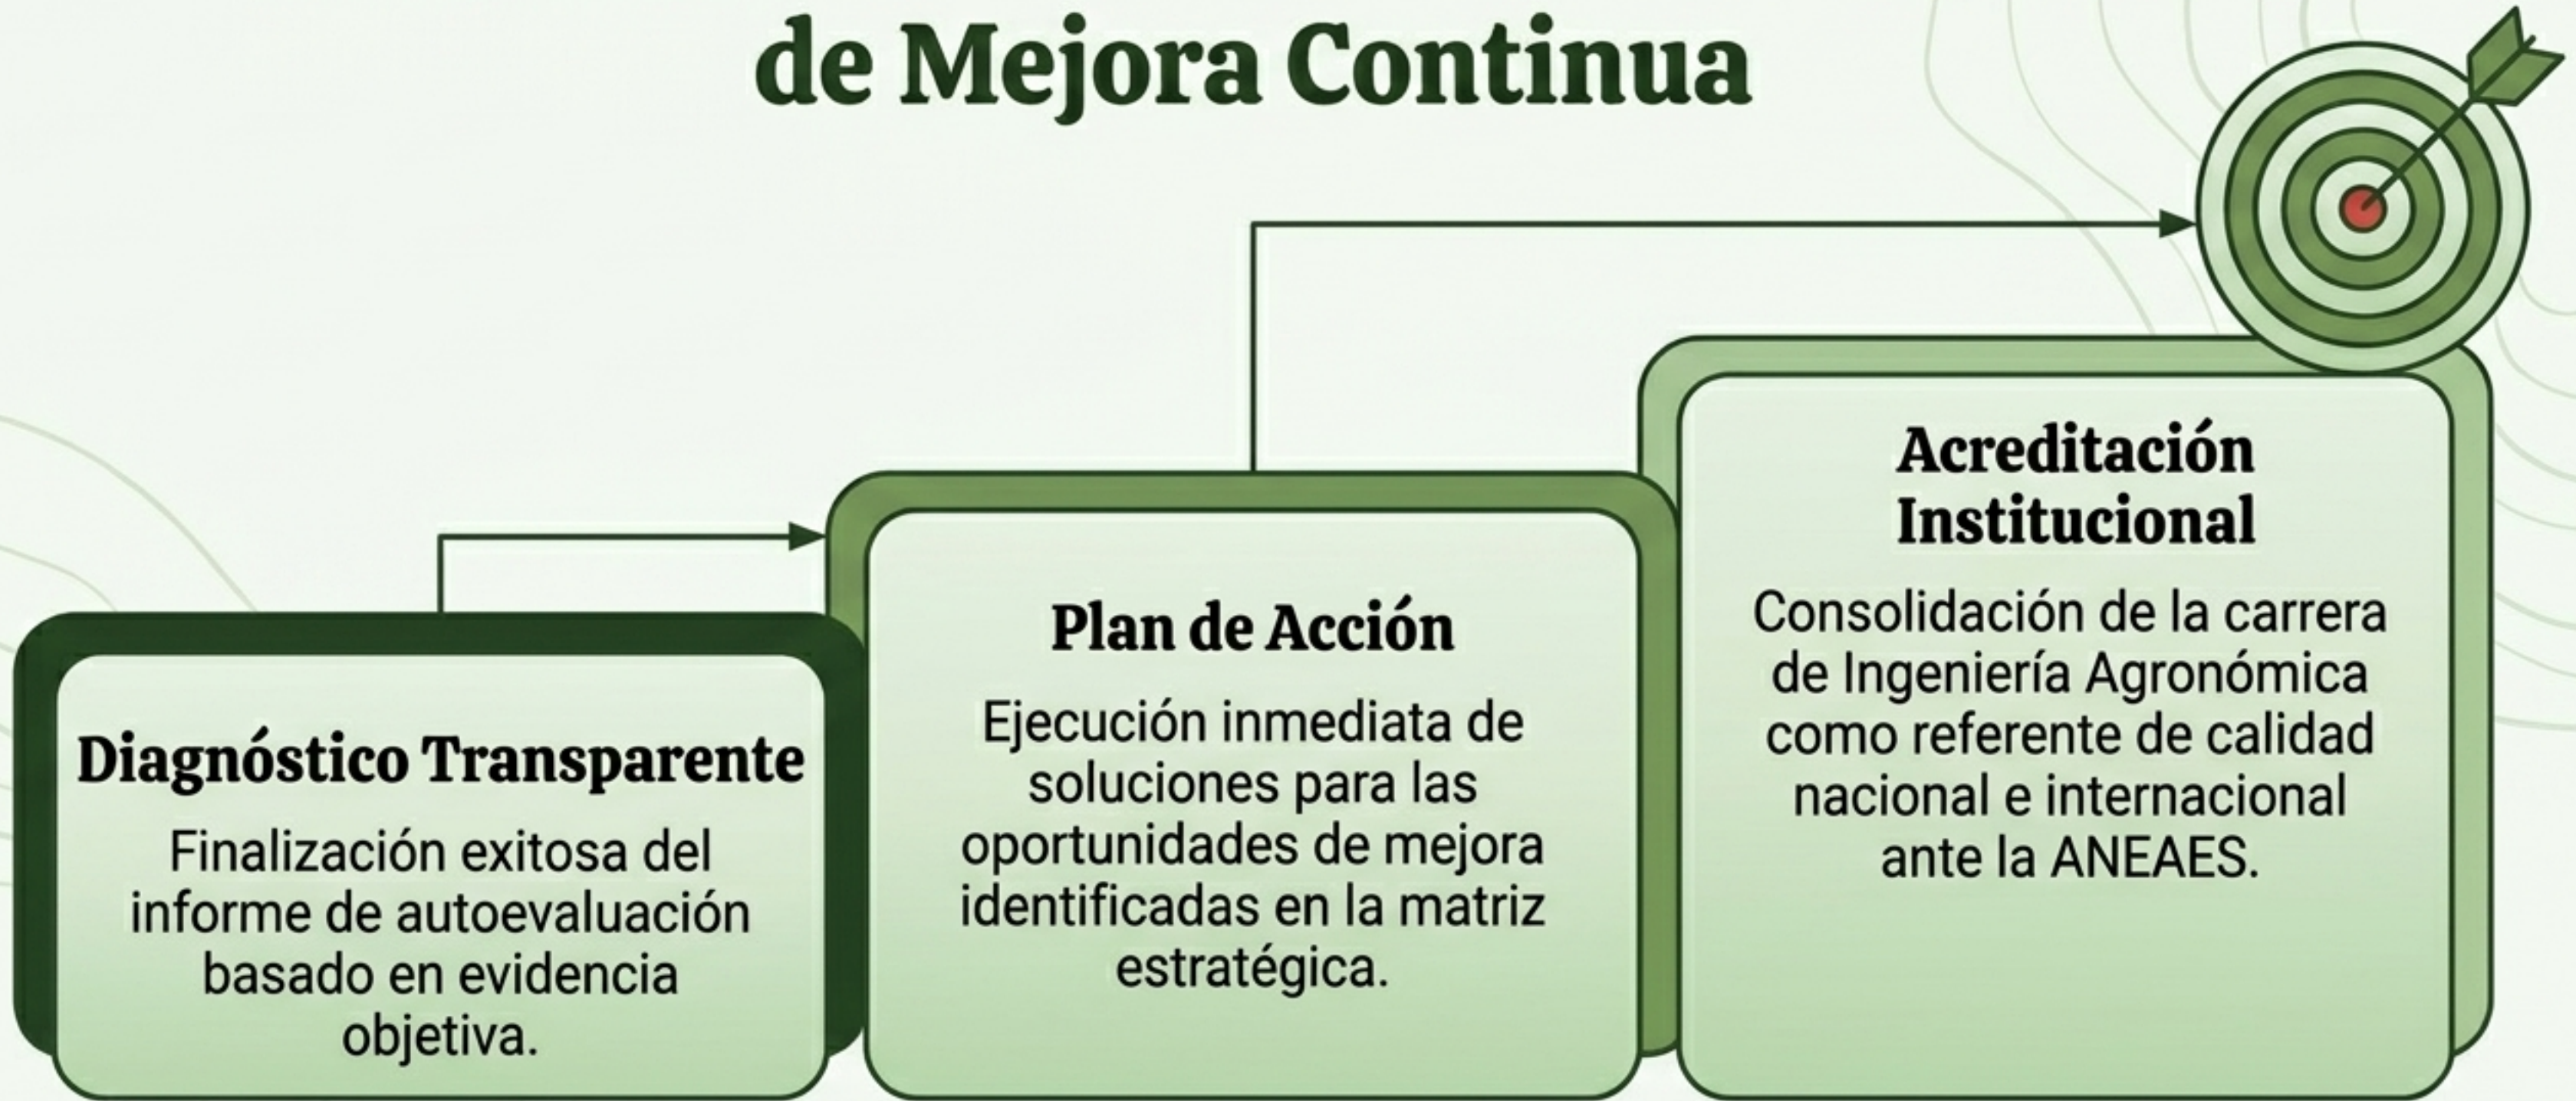 de Mejora Continua
Diagnóstico Transparente
Finalización exitosa del
informe de autoevaluación
basado en evidencia
objetiva.
Plan de Acción
Ejecución inmediata de
soluciones para las
oportunidades de mejora
identificadas en la matriz
estratégica.
Acreditación
Institucional
Consolidación de la carrera
de Ingeniería Agronómica
como referente de calidad
nacional e internacional
ante la ANEAES.